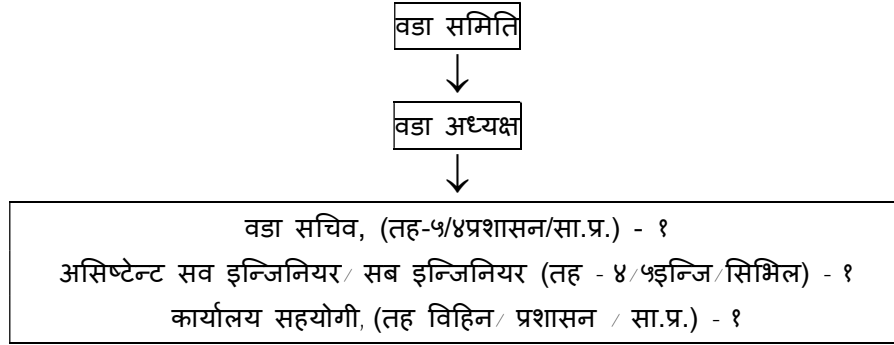 वडा समिति
वडा अध्यक्ष
वडा सचिव, (तह-५/४प्रशासन/सा.प्र.) - १
असिष्टेन्ट सव इन्जिनियर/ सब इन्जिनियर (तह - ४/५इन्जि/सिभिल) - १
कार्यालय सहयोगी, (तह विहिन/ प्रशासन / सा.प्र.) - १